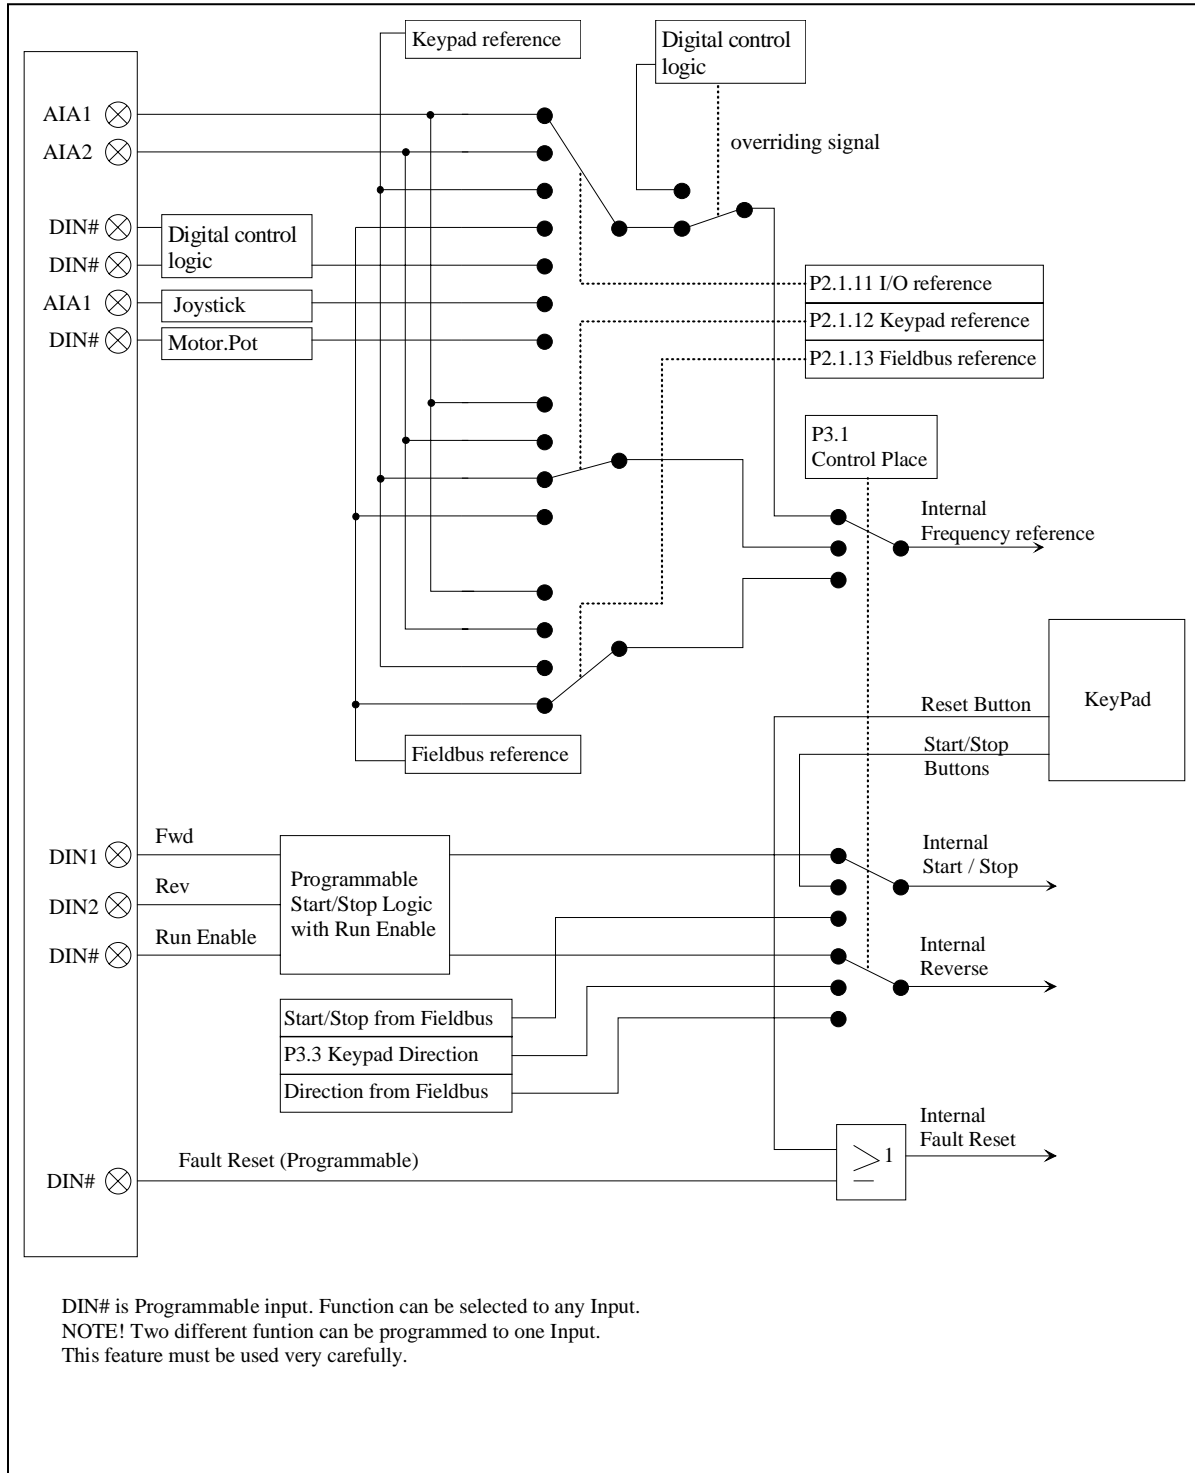 Keypad reference
Digital control
logic
AIA1
AIA2
overriding signal
DIN#
Digital control
logic
DIN#
AIA1
Joystick
DIN#
Motor.Pot
P2.1.11 I/O reference
P2.1.12 Keypad reference
P2.1.13 Fieldbus reference
P3.1
Control Place
Internal
Frequency reference
KeyPad
Reset Button
Start/Stop
Buttons
Fieldbus reference
Fwd
DIN1
Rev
DIN2
Run Enable
DIN#
Programmable
Start/Stop Logic
with Run Enable
Internal
Start / Stop
Internal
Reverse
Start/Stop from Fieldbus
P3.3 Keypad Direction
Direction from Fieldbus
Internal
Fault Reset
≥1
Fault Reset (Programmable)
DIN#
DIN# is Programmable input. Function can be selected to any Input.
NOTE! Two different funtion can be programmed to one Input.
This feature must be used very carefully.